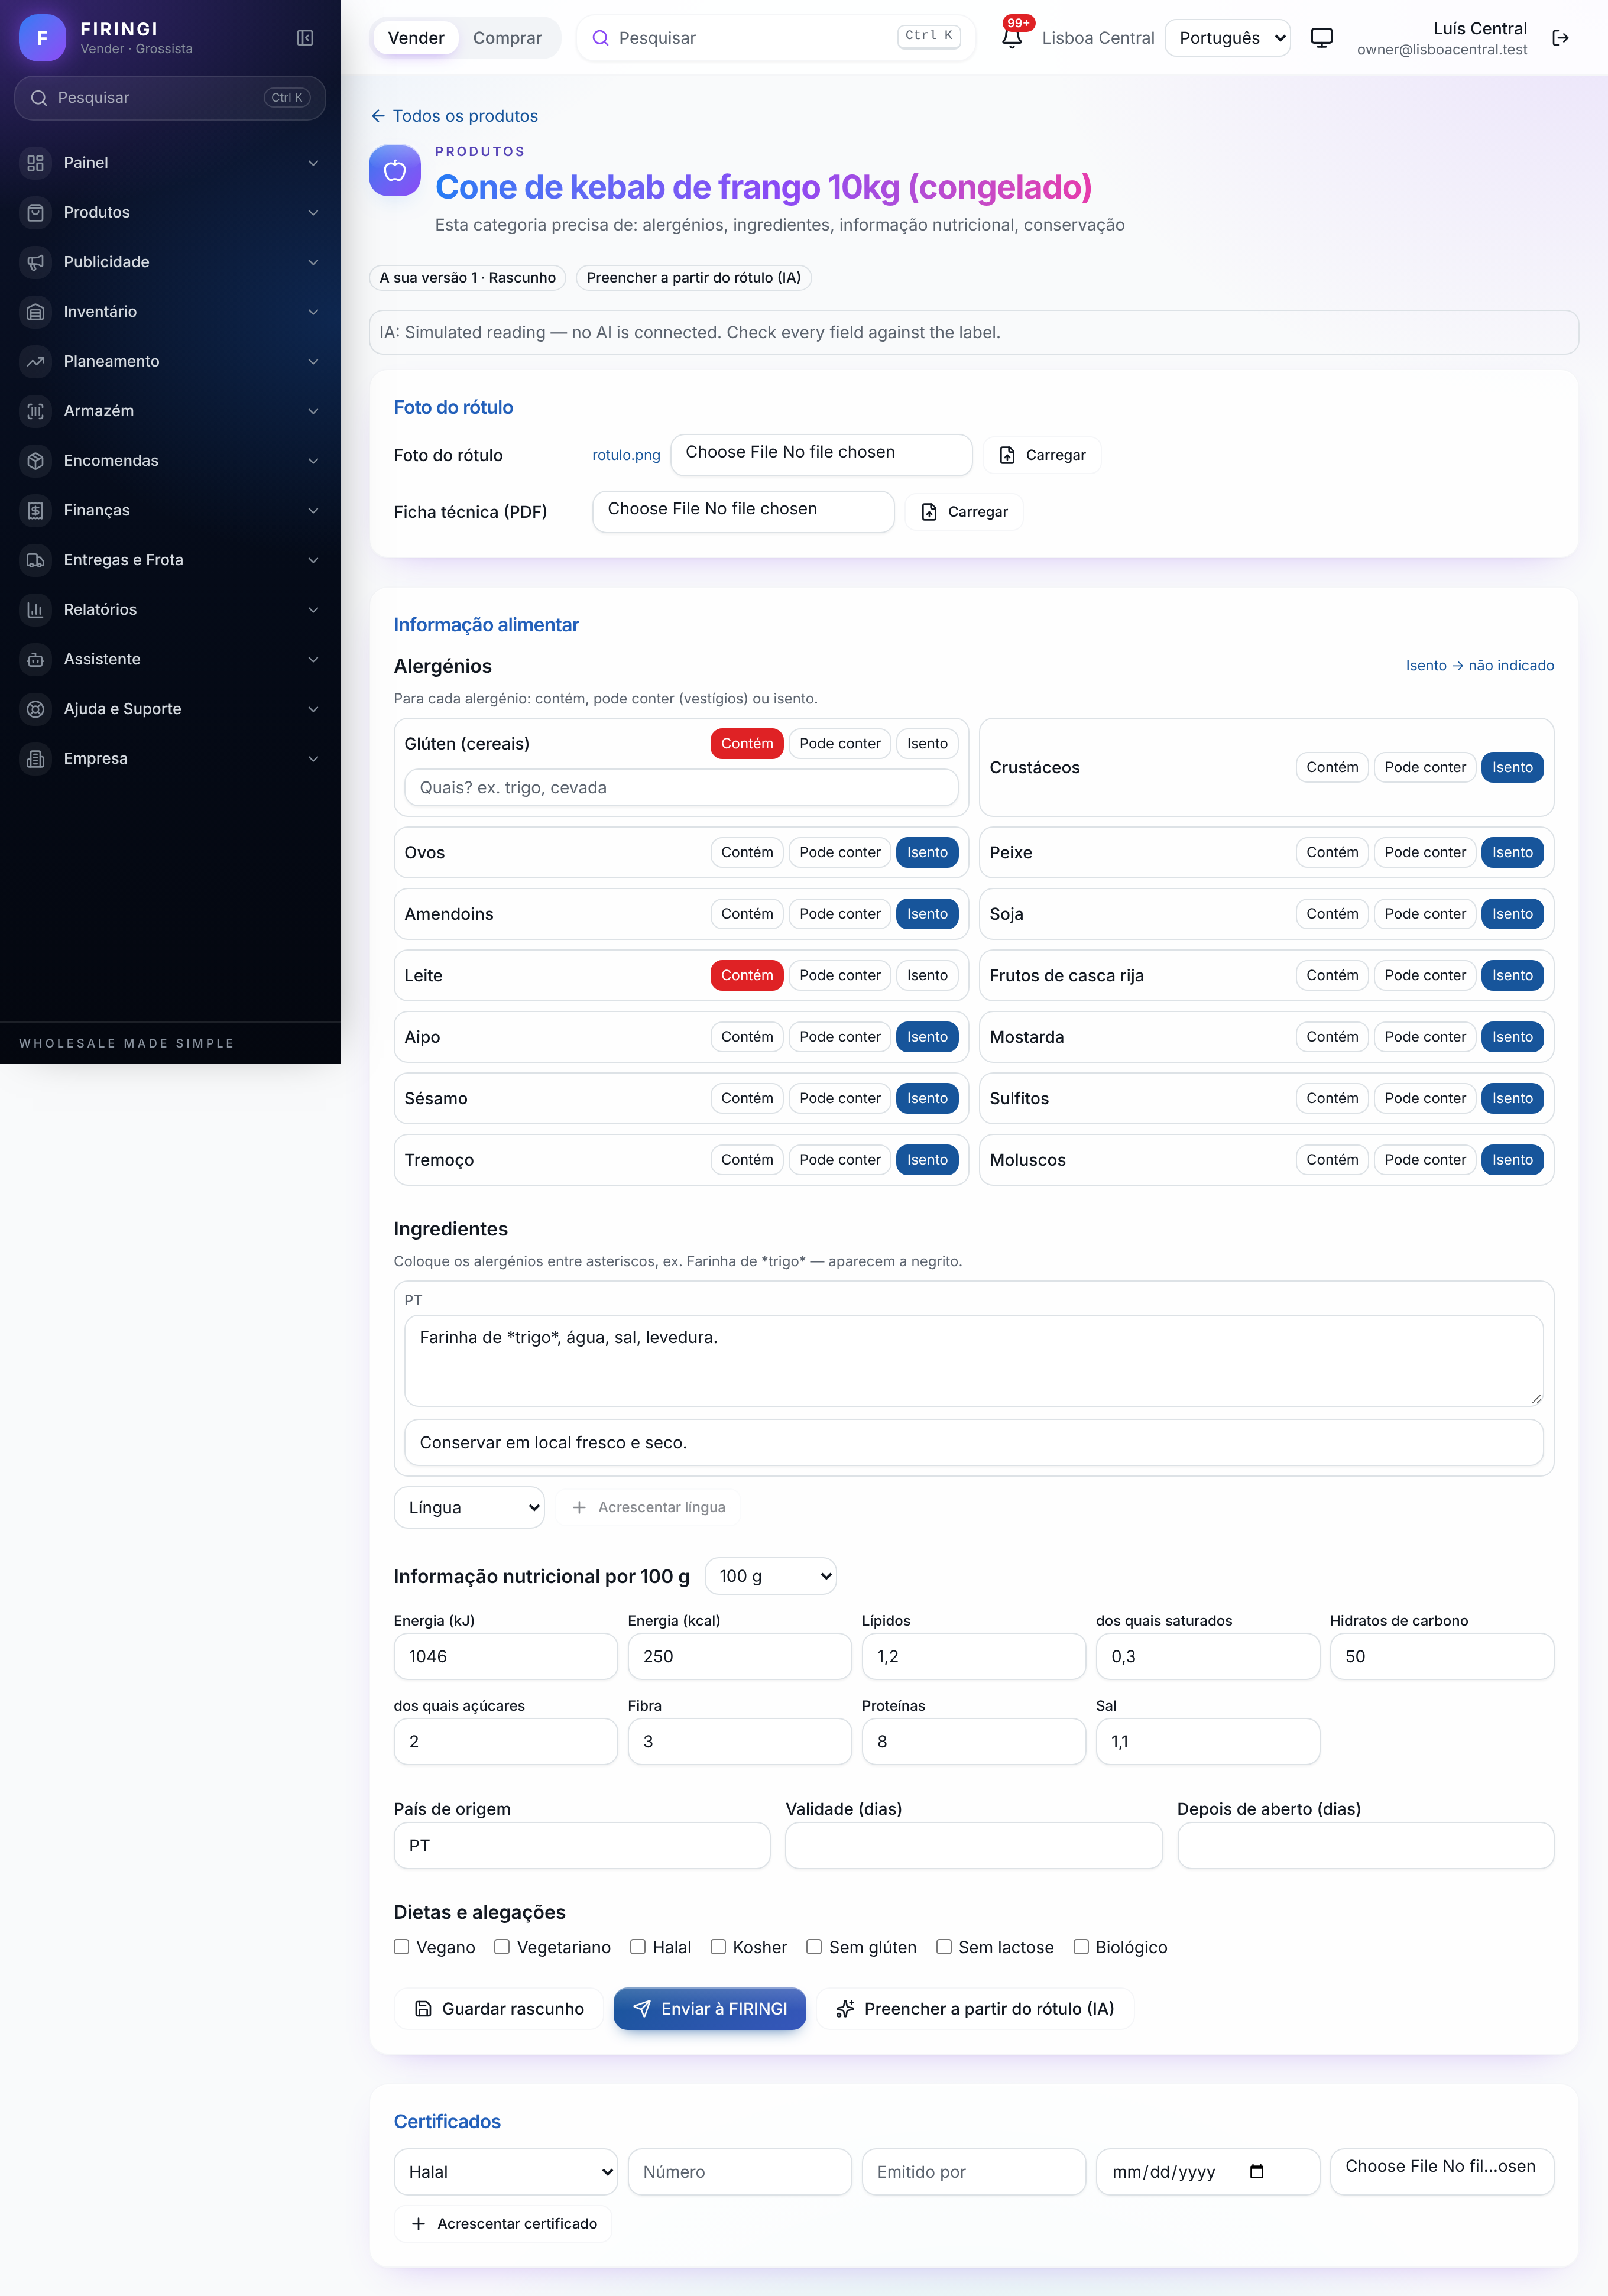 F
FIRINGI
Vender · Grossista
Pesquisar
Ctrl K
Painel
Produtos
Publicidade
Inventário
Planeamento
Armazém
Encomendas
Finanças
Entregas e Frota
Relatórios
Assistente
Ajuda e Suporte
Empresa
WHOLESALE MADE SIMPLE
Vender
Comprar
Pesquisar
Ctrl K
99+
Lisboa Central
Português
Luís Central
owner@lisboacentral.test
Todos os produtos
PRODUTOS
Cone de kebab de frango 10kg (congelado)
Esta categoria precisa de: alergénios, ingredientes, informação nutricional, conservação
A sua versão 1 · Rascunho
Preencher a partir do rótulo (IA)
IA: Simulated reading — no AI is connected. Check every field against the label.
Foto do rótulo
Foto do rótulo
rotulo.png
Choose File No file chosen
Carregar
Ficha técnica (PDF)
Choose File No file chosen
Carregar
Informação alimentar
Alergénios
Isento → não indicado
Para cada alergénio: contém, pode conter (vestígios) ou isento.
Glúten (cereais)
Contém
Pode conter
Isento
Quais? ex. trigo, cevada
Crustáceos
Contém
Pode conter
Isento
Ovos
Contém
Pode conter
Isento
Peixe
Contém
Pode conter
Isento
Amendoins
Contém
Pode conter
Isento
Soja
Contém
Pode conter
Isento
Leite
Contém
Pode conter
Isento
Frutos de casca rija
Contém
Pode conter
Isento
Aipo
Contém
Pode conter
Isento
Mostarda
Contém
Pode conter
Isento
Sésamo
Contém
Pode conter
Isento
Sulfitos
Contém
Pode conter
Isento
Tremoço
Contém
Pode conter
Isento
Moluscos
Contém
Pode conter
Isento
Ingredientes
Coloque os alergénios entre asteriscos, ex. Farinha de *trigo* — aparecem a negrito.
PT
Farinha de *trigo*, água, sal, levedura.
Conservar em local fresco e seco.
Língua
Acrescentar língua
Informação nutricional por 100 g
100 g
Energia (kJ)
Energia (kcal)
Lípidos
dos quais saturados
Hidratos de carbono
1046
250
1,2
0,3
50
dos quais açúcares
Fibra
Proteínas
Sal
2
3
8
1,1
País de origem
Validade (dias)
Depois de aberto (dias)
PT
Dietas e alegações
Vegano
Vegetariano
Halal
Kosher
Sem glúten
Sem lactose
Biológico
Guardar rascunho
Enviar à FIRINGI
Preencher a partir do rótulo (IA)
Certificados
Halal
Número
Emitido por
mm/dd/yyyy
Choose File No fil...osen
Acrescentar certificado